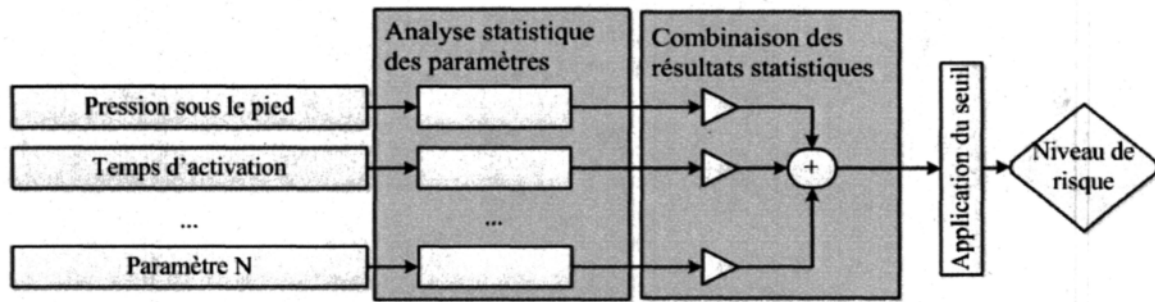 Analyse statistique
des paramètres
Combinaison des
résultats statistiques
Pression sous le pied
Temps d'activation
...
...
Paramètre N
+
Application du seuil
Niveau de
risque